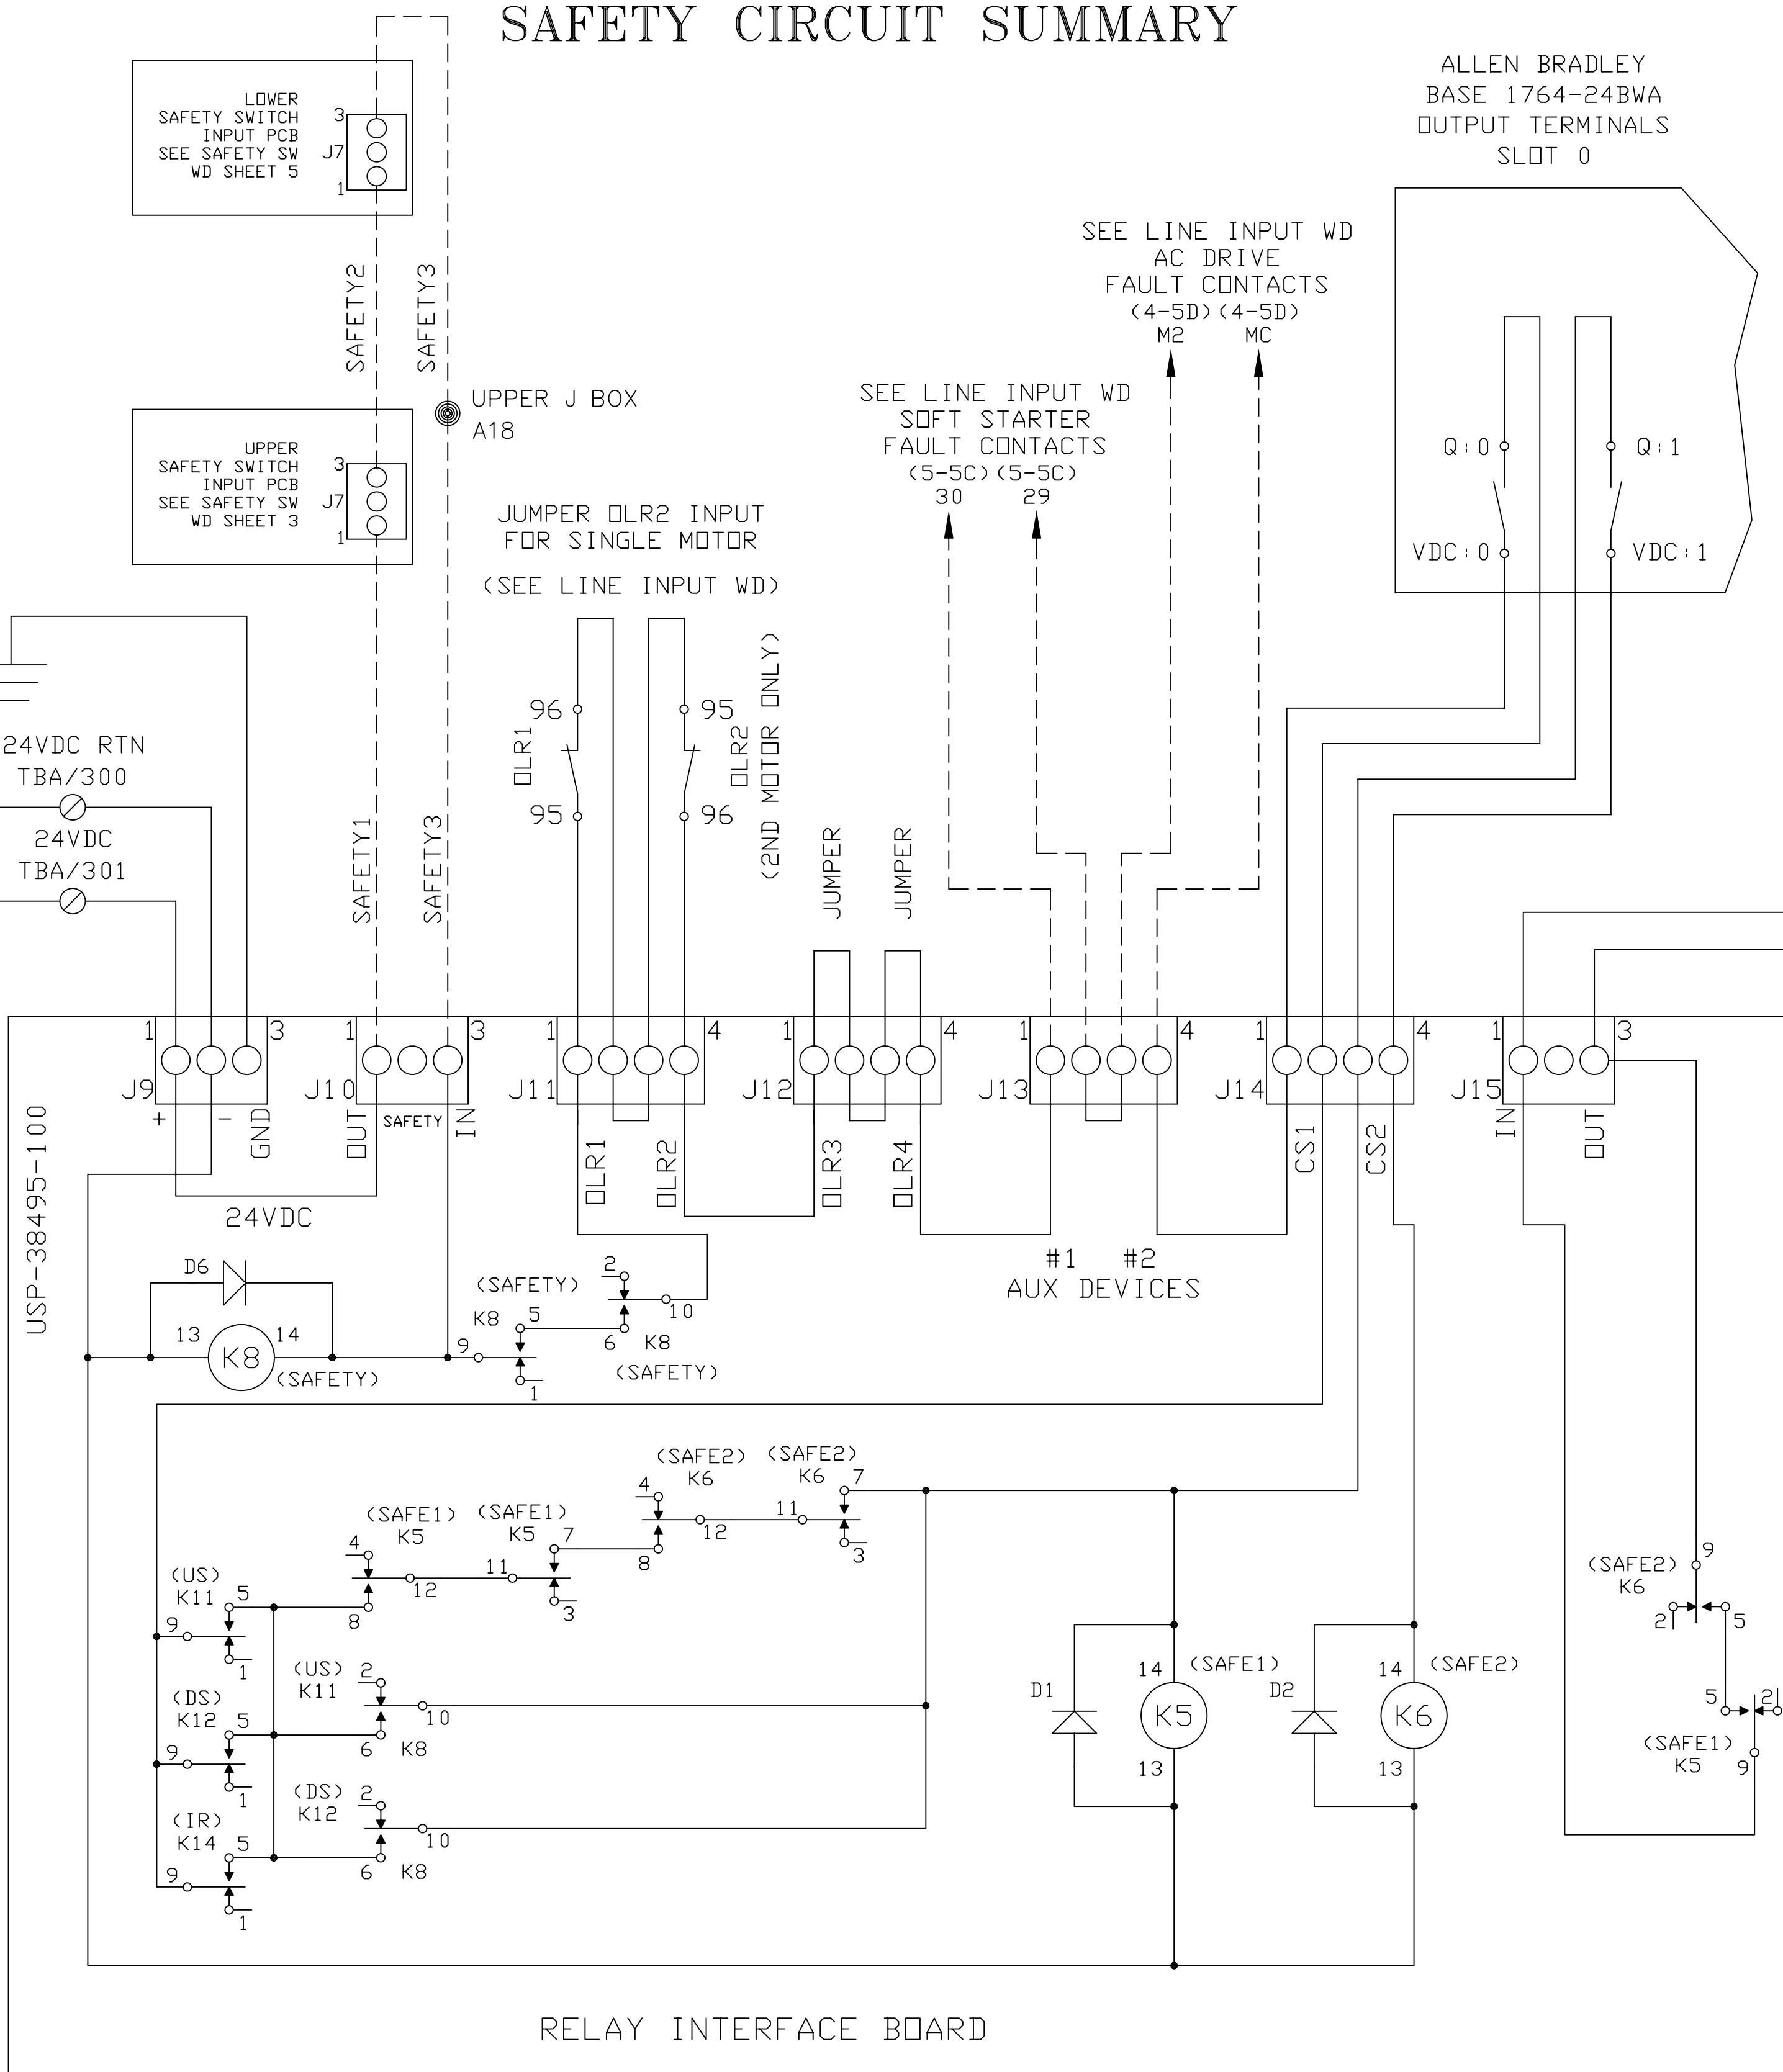 SAFETY CIRCUIT SUMMARY
ALLEN BRADLEY
BASE 1764-24BWA
OUTPUT TERMINALS
SLOT 0
LOWER
SAFETY SWITCH
INPUT PCB
SEE SAFETY SW
WD SHEET 5
3
J7
1
SAFETY2
SAFETY3
UPPER J BOX
A18
UPPER
SAFETY SWITCH
INPUT PCB
SEE SAFETY SW
WD SHEET 3
3
J7
1
SEE LINE INPUT WD
AC DRIVE
FAULT CONTACTS
(4-5D) (4-5D)
M2 MC
SEE LINE INPUT WD
SOFT STARTER
FAULT CONTACTS
(5-5C) (5-5C)
30 29
Q:0 Q:1
VDC:0 VDC:1
JUMPER OLR2 INPUT
FOR SINGLE MOTOR
(SEE LINE INPUT WD)
96 95
OLR1
OLR2
(2ND MOTOR ONLY)
95 96
24VDC RTN
TBA/300
24VDC
TBA/301
SAFETY1
SAFETY3
JUMPER
JUMPER
1 3
J9
+ - GND
1 3
J10
OUT SAFETY IN
1 4
J11
OLR1 OLR2
1 4
J12
OLR3 OLR4
1 4
J13
#1 #2
AUX DEVICES
1 4
J14
CS1 CS2
1 3
J15
IN OUT
USP-38495-100
24VDC
D6
13 14
K8
(SAFETY)
(SAFETY)
K8 5
9
1
2
10
6 K8
(SAFETY)
(SAFE2)
K6
4
12
8
(SAFE2)
K6 7
11
3
(SAFE1)
K5
4
12
8
(SAFE1)
K5 7
11
3
(US)
K11 5
9
1
(US)
K11
2
10
6 K8
(DS)
K12 5
9
1
(DS)
K12
2
10
6 K8
(IR)
K14 5
9
1
D1
14 (SAFE1)
K5
13
D2
14 (SAFE2)
K6
13
(SAFE2)
K6
9
2 5
5 2
(SAFE1)
K5
9
RELAY INTERFACE BOARD